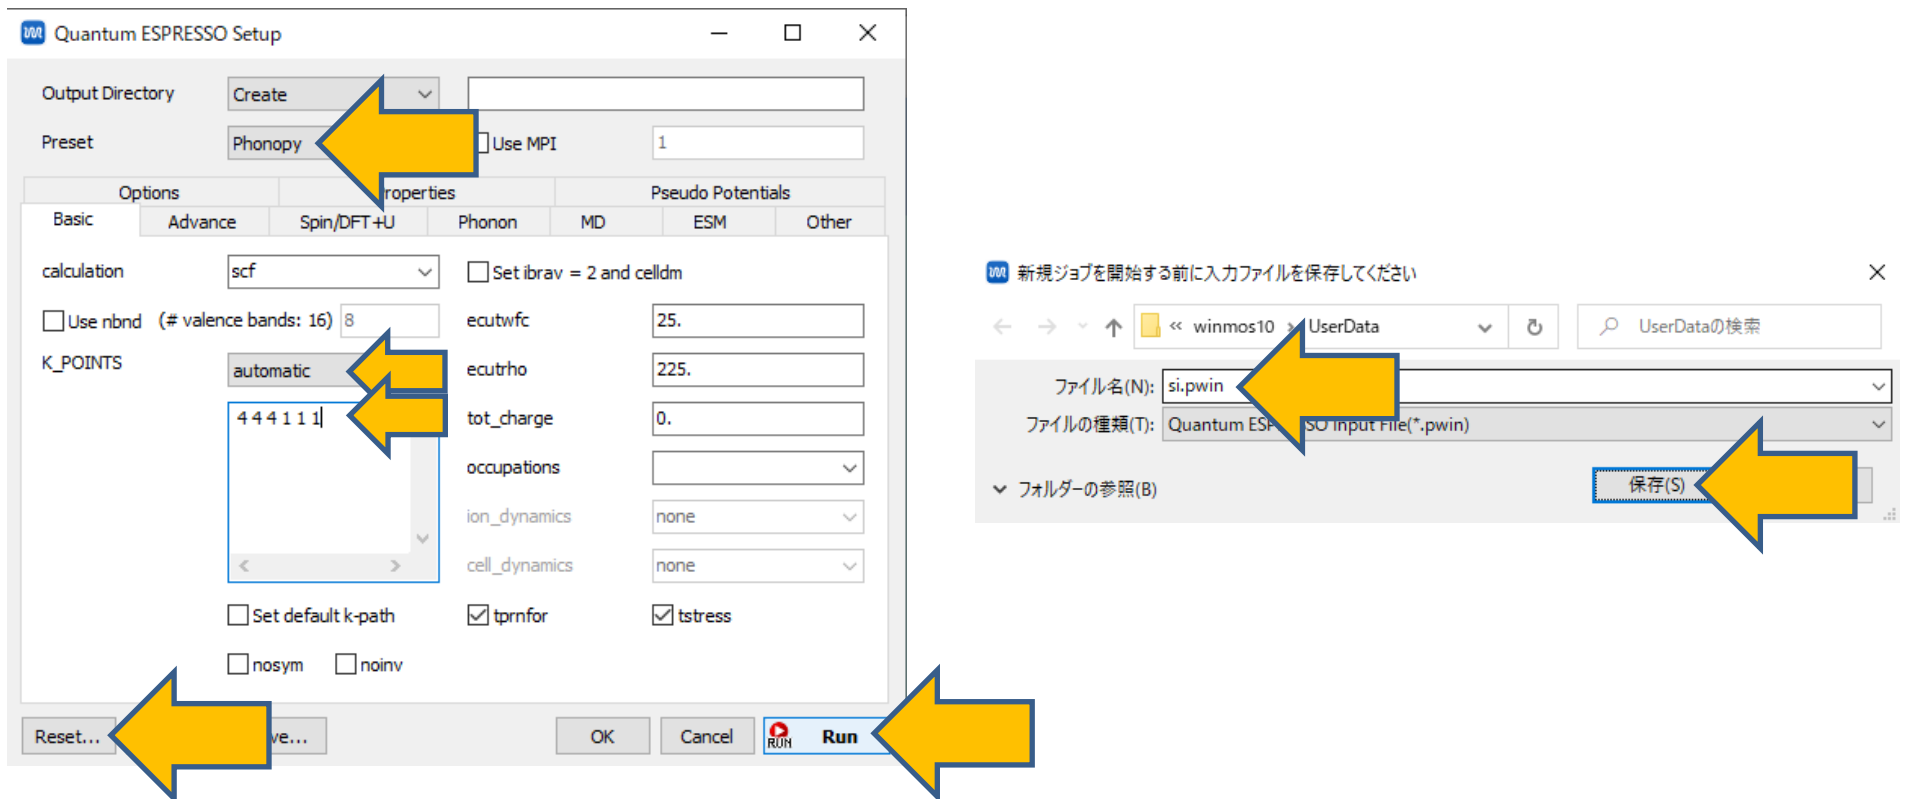 Quantum ESPRESSO Setup
Output Directory
Create
Preset
Phonopy
Use MPI
1
Options
Pseudo Potentials
Basic
Advance
Spin/DFT+U
Phonon
MD
ESM
Other
calculation
scf
Set ibrav = 2 and celldm
Use nbnd (# valence bands: 16) 8
ecutwfc
25.
K_POINTS
automatic
ecutrho
225.
4 4 4 1 1 1
tot_charge
0.
occupations
ion_dynamics
none
cell_dynamics
none
Set default k-path
tprnfor
tstress
nosym
noinv
Reset...
OK
Cancel
RUN
Run
新規ジョブを開始する前に入力ファイルを保存してください
« winmos10 › UserData
UserDataの検索
ファイル名(N):
si.pwin
ファイルの種類(T):
Quantum ESPRESSO Input File(*.pwin)
フォルダーの参照(B)
保存(S)